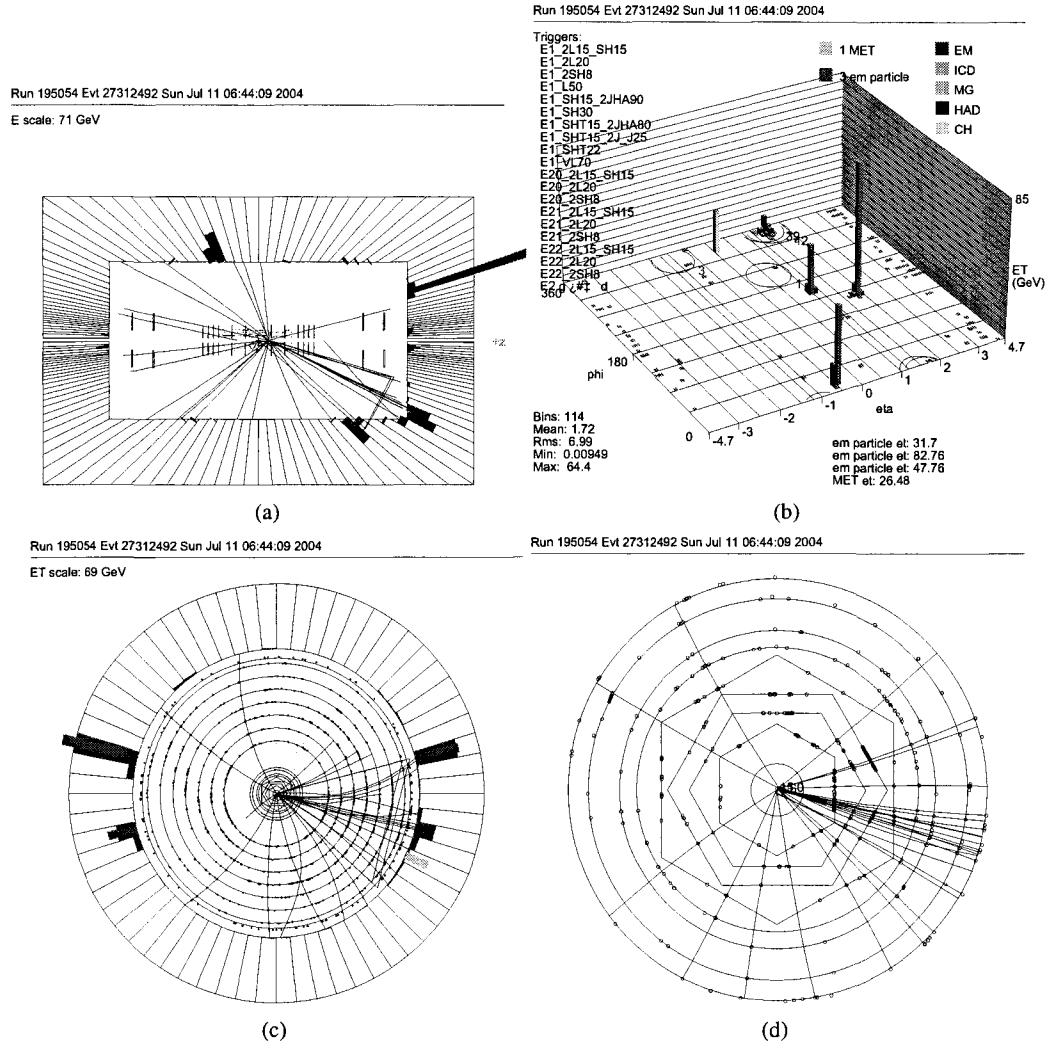 Run 195054 Evt 27312492 Sun Jul 11 06:44:09 2004
E scale: 71 GeV
+z
(a)
Run 195054 Evt 27312492 Sun Jul 11 06:44:09 2004
Triggers:
E1_2L15_SH15
E1_2L20
E1_2SH8
E1_L50
E1_SH15_2JHA90
E1_SH30
E1_SHT15_2JHA80
E1_SHT15_2J_J25
E1_SHT22
E1_VL70
E20_2L15_SH15
E20_2L20
E20_2SH8
E21_2L15_SH15
E21_2L20
E21_2SH8
E22_2L15_SH15
E22_2L20
E22_2SH8
1 MET
3 em particle
EM
ICD
MG
HAD
CH
85
ET
(GeV)
4.7
3
2
1
0
-1
-2
-3
-4.7
eta
360
180
0
phi
Bins: 114
Mean: 1.72
Rms: 6.99
Min: 0.00949
Max: 64.4
em particle et: 31.7
em particle et: 82.76
em particle et: 47.76
MET et: 26.48
(b)
Run 195054 Evt 27312492 Sun Jul 11 06:44:09 2004
ET scale: 69 GeV
(c)
Run 195054 Evt 27312492 Sun Jul 11 06:44:09 2004
(d)